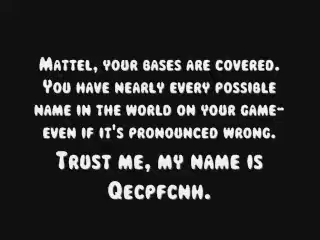 Mattel, your bases are covered.
You have nearly every possible
name in the world on your game-
even if it's pronounced wrong.
Trust me, my name is
Qecpfcnh.